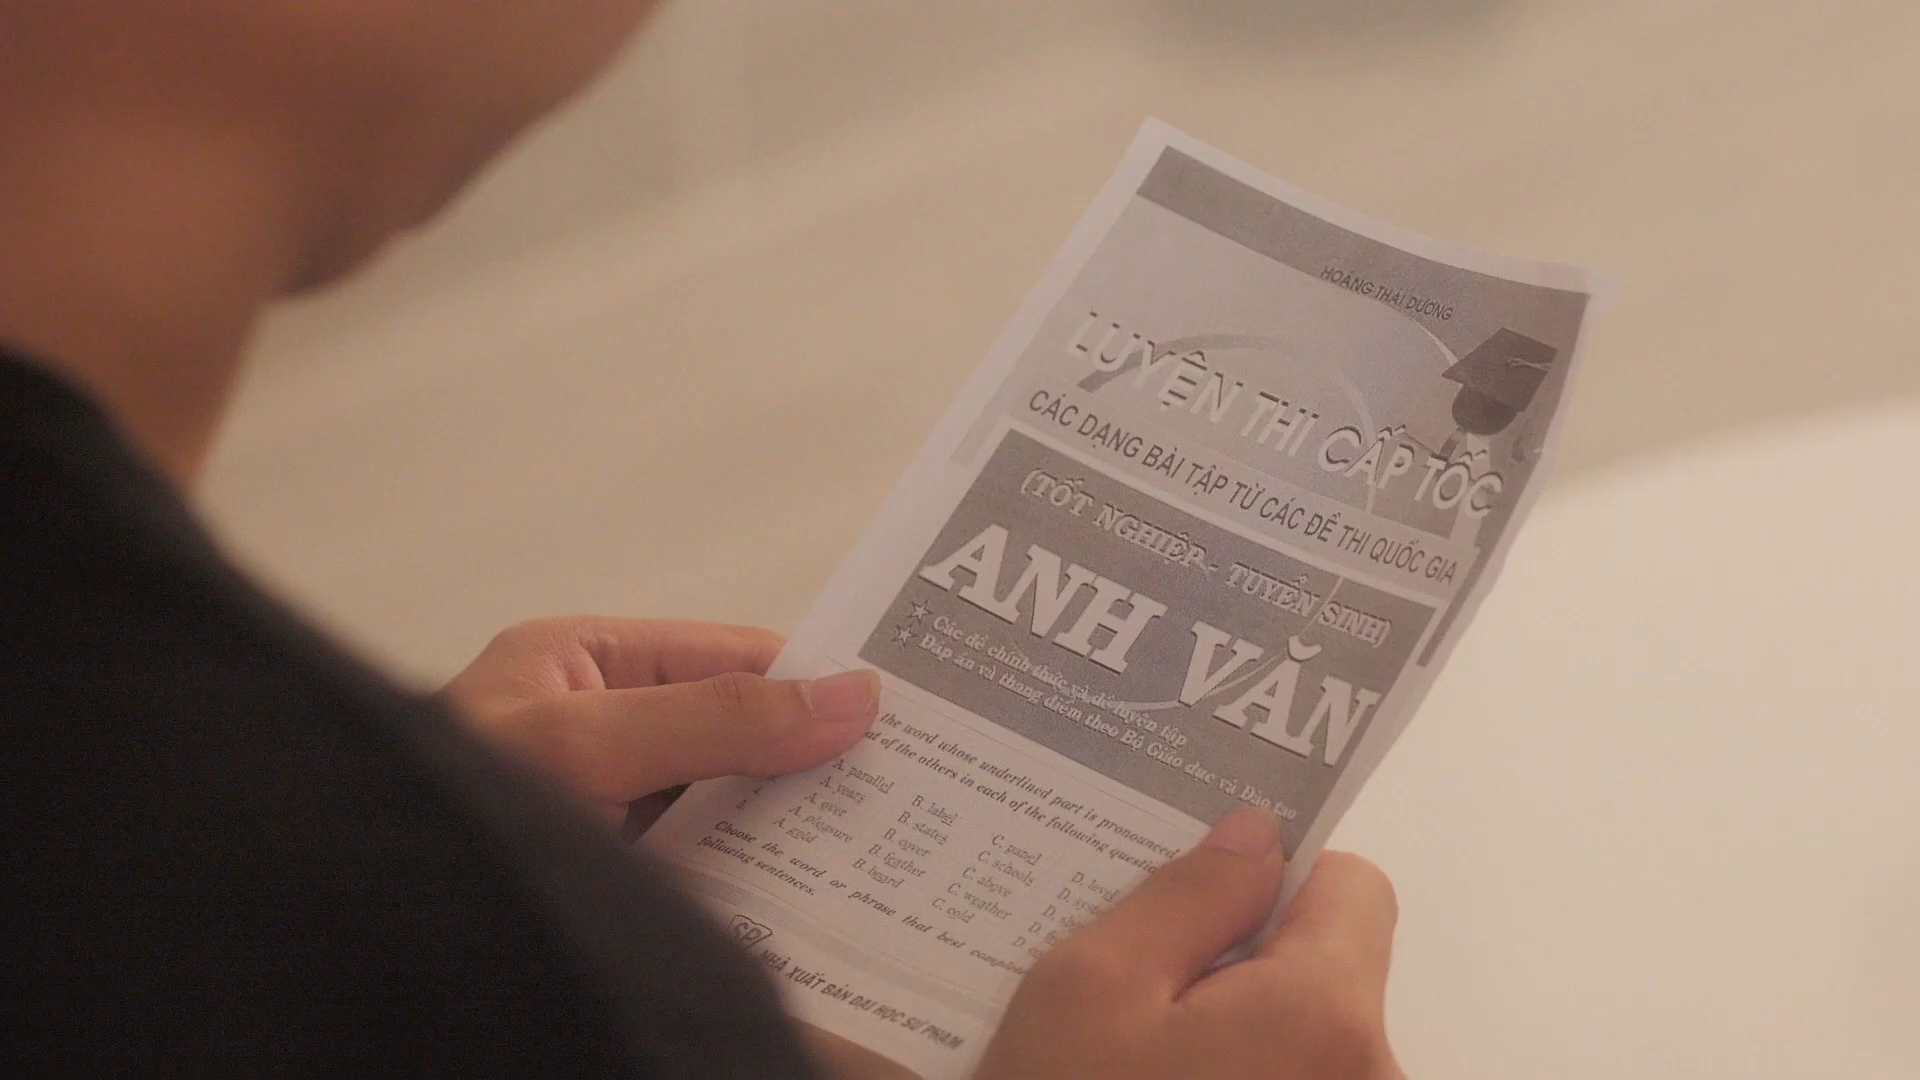 HOÀNG THÁI DƯƠNG
LUYỆN THI CẤP TỐC
CÁC DẠNG BÀI TẬP TỪ CÁC ĐỀ THI QUỐC GIA
(TỐT NGHIỆP - TUYỂN SINH)
ANH VĂN
Các đề chính thức và đề luyện tập
Đáp án và thang điểm theo Bộ Giáo dục và Đào tạo
the word whose underlined part is pronounced
of the others in each of the following
A. parallel B. label C. panel D. level
A. years B. states C. schools
A. over B. cover C. above
A. pleasure B. feather C. weather
A. gold B. beard C. cold
Choose the word or phrase that best
following sentences.
SP NHÀ XUẤT BẢN ĐẠI HỌC SƯ PHẠM